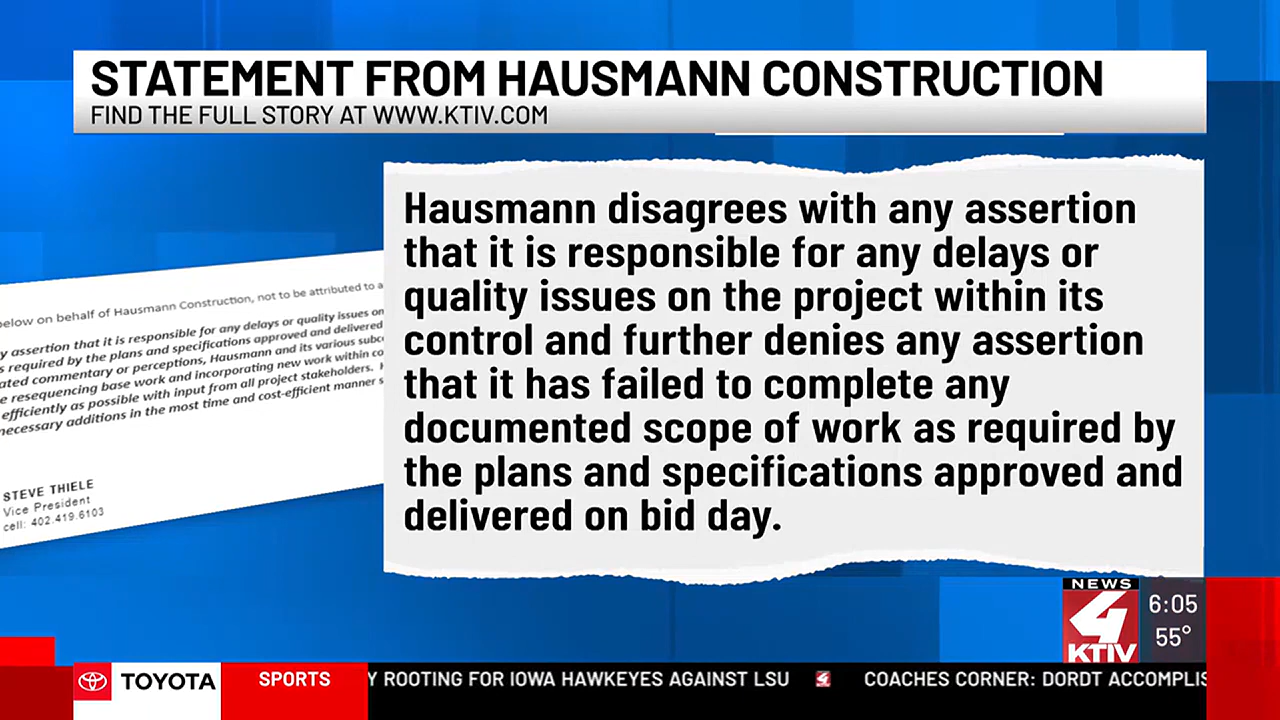 STATEMENT FROM HAUSMANN CONSTRUCTION
FIND THE FULL STORY AT WWW.KTIV.COM
Hausmann disagrees with any assertion
that it is responsible for any delays or
quality issues on the project within its
control and further denies any assertion
that it has failed to complete any
documented scope of work as required by
the plans and specifications approved and
delivered on bid day.
below on behalf of Hausmann Construction, not to be attributed to a
y assertion that it is responsible for any delays or quality issues on
s required by the plans and specifications approved and delivered
ated commentary or perceptions, Hausmann and its various subc
e resequencing base work and incorporating new work within co
efficiently as possible with input from all project stakeholders.
necessary additions in the most time and cost-efficient manner s
STEVE THIELE
Vice President
cell: 402.419.6103
NEWS
4
KTIV
6:05
55°
TOYOTA
SPORTS
Y ROOTING FOR IOWA HAWKEYES AGAINST LSU
4
COACHES CORNER: DORDT ACCOMPLIS